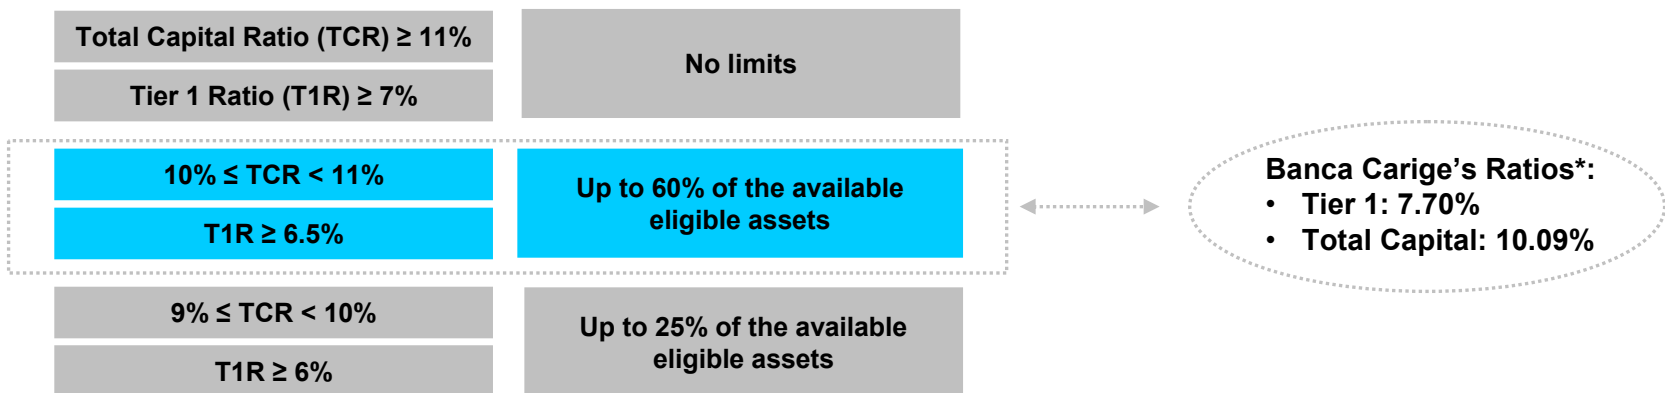 Total Capital Ratio (TCR) ≥ 11%
Tier 1 Ratio (T1R) ≥ 7%
No limits
10% ≤ TCR < 11%
T1R ≥ 6.5%
Up to 60% of the available
eligible assets
Banca Carige’s Ratios*:
• Tier 1: 7.70%
• Total Capital: 10.09%
9% ≤ TCR < 10%
T1R ≥ 6%
Up to 25% of the available
eligible assets